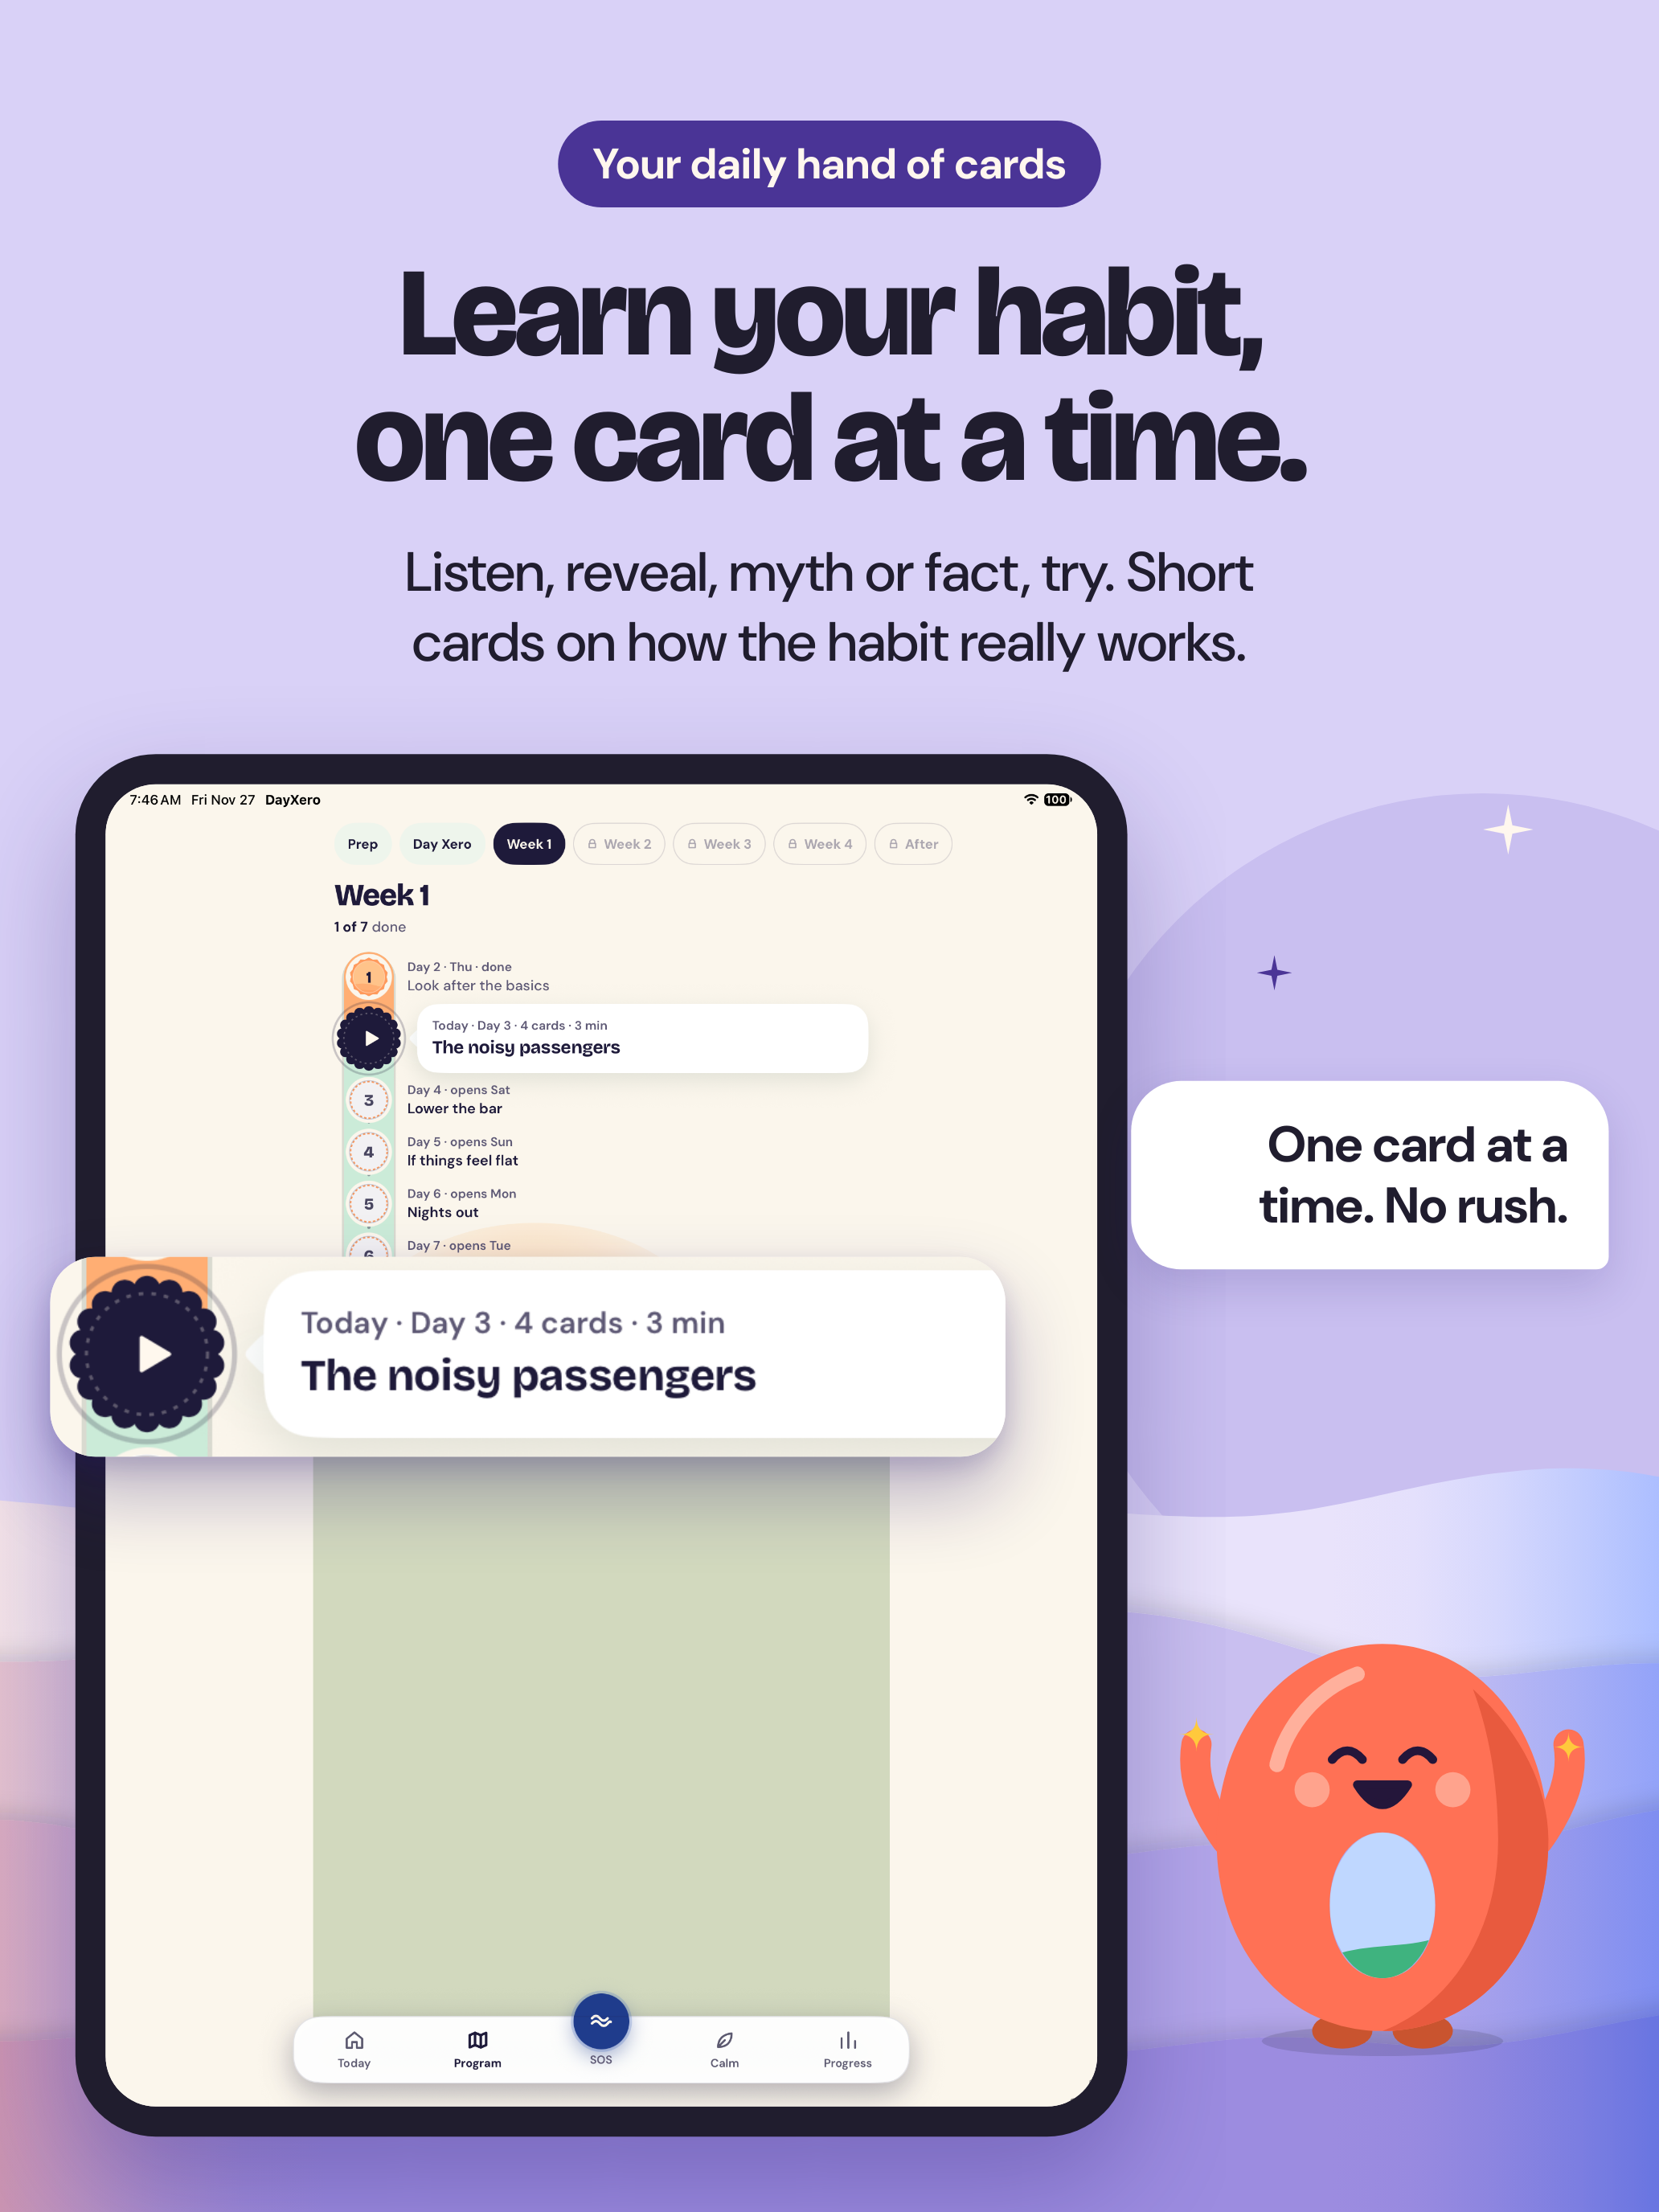 Your daily hand of cards
Learn your habit,
one card at a time.
Listen, reveal, myth or fact, try. Short
cards on how the habit really works.
7:46 AM Fri Nov 27 DayXero
100
Prep
Day Xero
Week 1
Week 2
Week 3
Week 4
After
Week 1
1 of 7 done
1
Day 2 · Thu · done
Look after the basics
Today · Day 3 · 4 cards · 3 min
The noisy passengers
3
Day 4 · opens Sat
Lower the bar
4
Day 5 · opens Sun
If things feel flat
5
Day 6 · opens Mon
Nights out
6
Day 7 · opens Tue
One card at a
time. No rush.
Today · Day 3 · 4 cards · 3 min
The noisy passengers
Today
Program
SOS
Calm
Progress